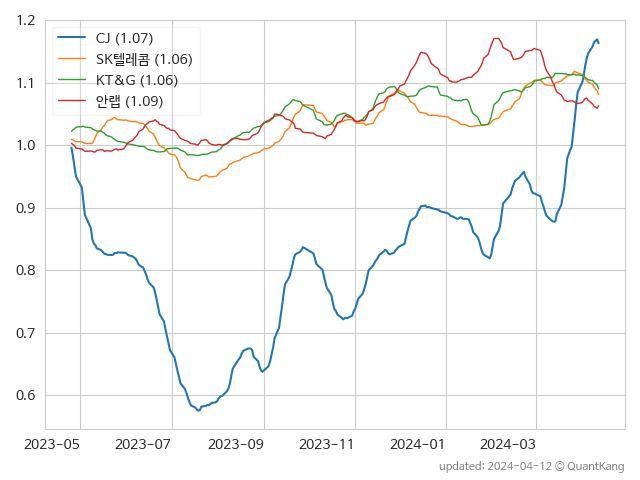 1.2
1.1
1.0
0.9
0.8
0.7
0.6
CJ (1.07)
SK텔레콤 (1.06)
KT&G (1.06)
안랩 (1.09)
2023-05 2023-07 2023-09 2023-11 2024-01 2024-03
updated: 2024-04-12 © QuantKang